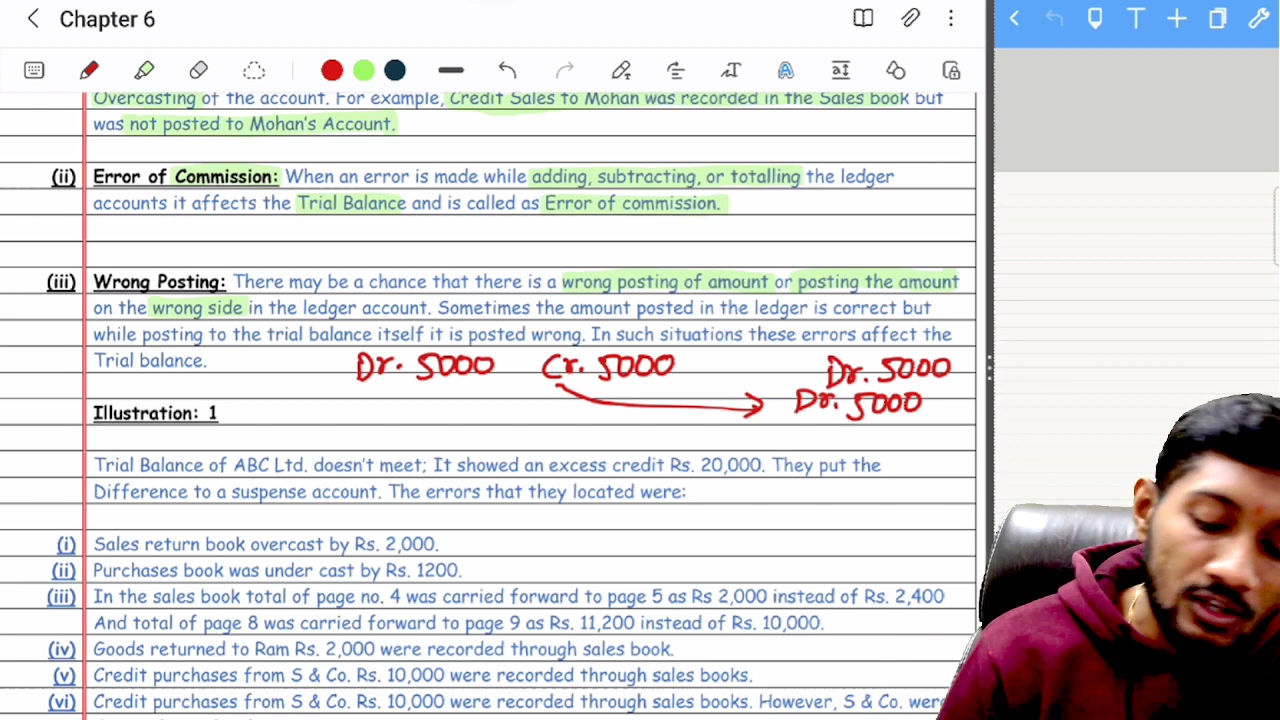 Chapter 6
Overcasting of the account. For example, Credit Sales to Mohan was recorded in the Sales book but
was not posted to Mohan's Account.
(ii) Error of Commission: When an error is made while adding, subtracting, or totalling the ledger
accounts it affects the Trial Balance and is called as Error of commission.
(iii) Wrong Posting: There may be a chance that there is a wrong posting of amount or posting the amount
on the wrong side in the ledger account. Sometimes the amount posted in the ledger is correct but
while posting to the trial balance itself it is posted wrong. In such situations these errors affect the
Trial balance.
Dr. 5000 Cr. 5000 Dr. 5000
Dr. 5000
Illustration: 1
Trial Balance of ABC Ltd. doesn't meet; It showed an excess credit Rs. 20,000. They put the
Difference to a suspense account. The errors that they located were:
(i) Sales return book overcast by Rs. 2,000.
(ii) Purchases book was under cast by Rs. 1200.
(iii) In the sales book total of page no. 4 was carried forward to page 5 as Rs 2,000 instead of Rs. 2,400
And total of page 8 was carried forward to page 9 as Rs. 11,200 instead of Rs. 10,000.
(iv) Goods returned to Ram Rs. 2,000 were recorded through sales book.
(v) Credit purchases from S & Co. Rs. 10,000 were recorded through sales books.
(vi) Credit purchases from S & Co. Rs. 10,000 were recorded through sales books. However, S & Co. were